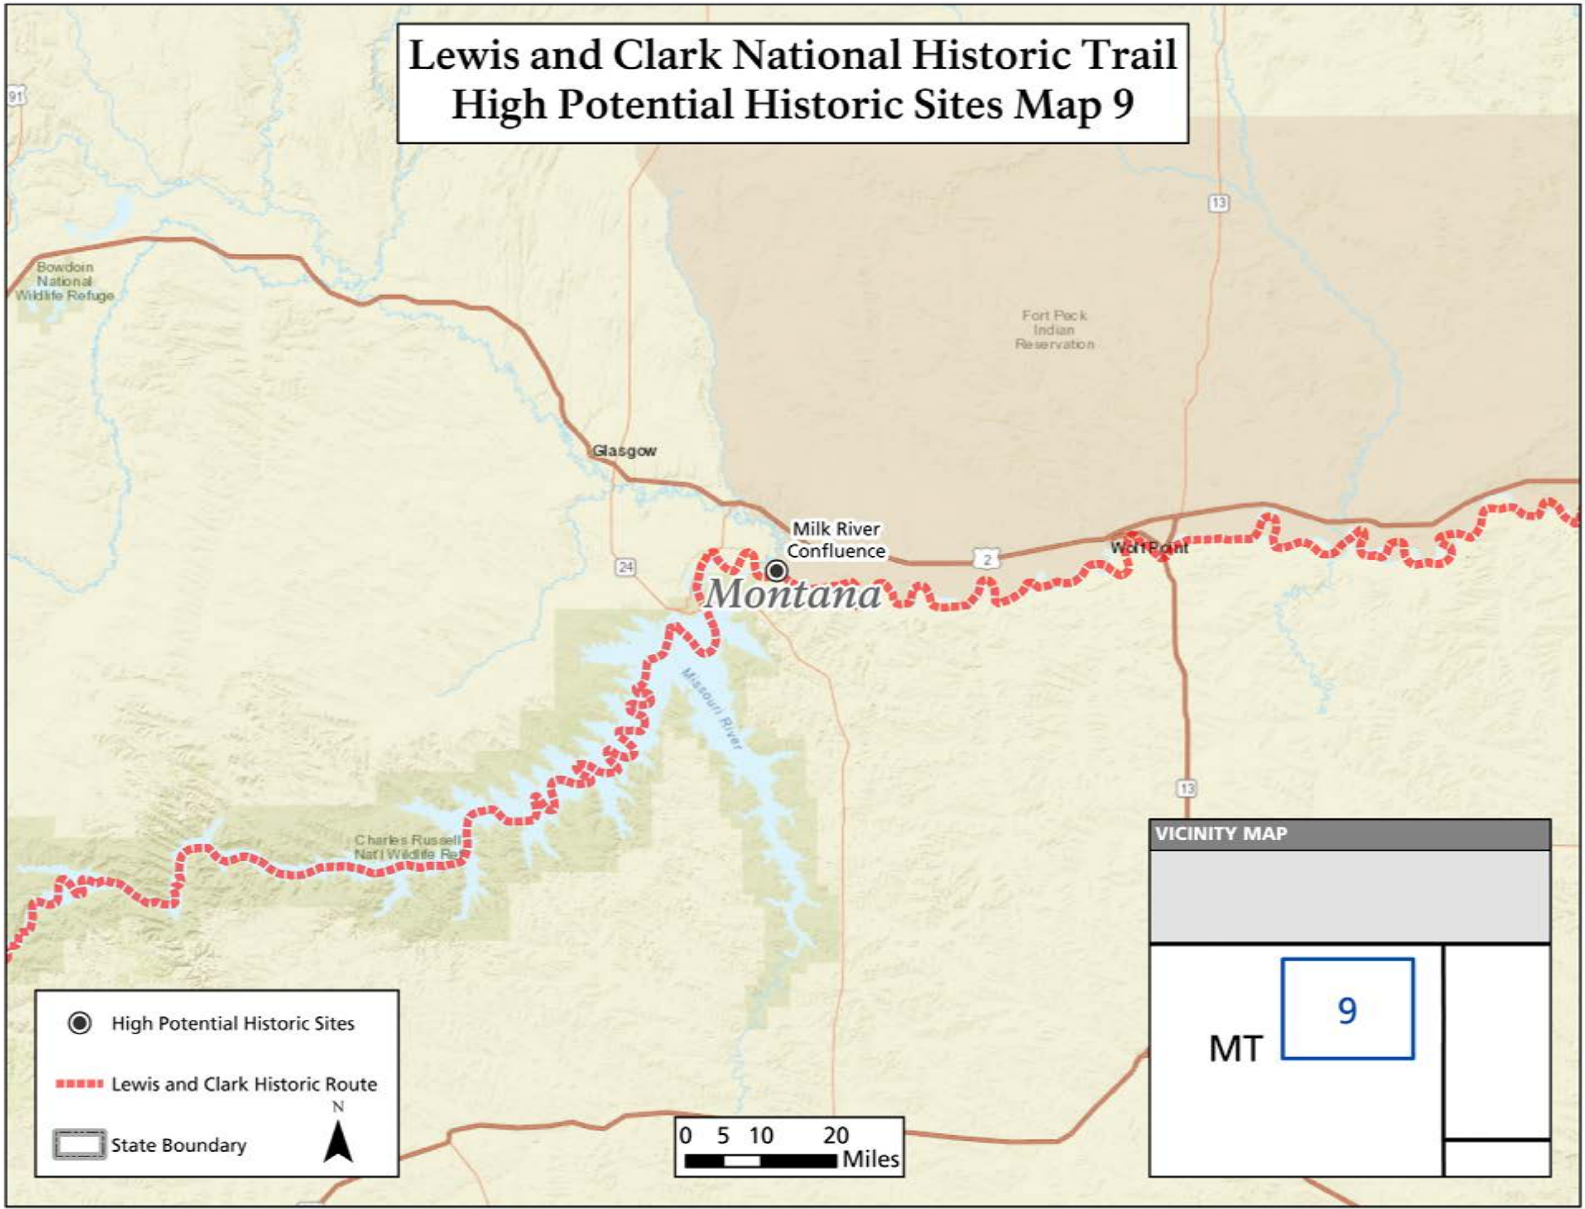 Lewis and Clark National Historic Trail
High Potential Historic Sites Map 9
91
13
Bowdoin
National
Wildlife Refuge
Fort Peck
Indian
Reservation
Glasgow
Milk River
Confluence
Wolf Point
2
24
Montana
Missouri River
13
Charles Russell
Nat'l Wildlife Ref
VICINITY MAP
9
MT
High Potential Historic Sites
Lewis and Clark Historic Route
N
State Boundary
0 5 10 20
Miles